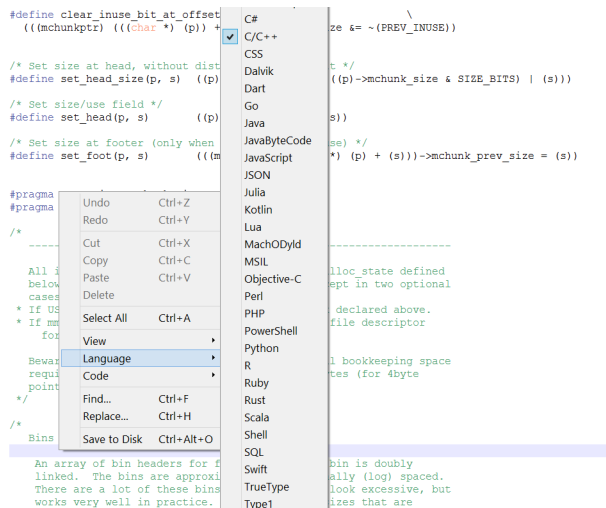 #define clear_inuse_bit_at_offset \
(((mchunkptr) (((char *) (p)) + ze &= ~(PREV_INUSE))
/* Set size at head, without dist t */
#define set_head_size(p, s) ((p) ((p)->mchunk_size & SIZE_BITS) | (s)))
/* Set size/use field */
#define set_head(p, s) ((p) s))
/* Set size at footer (only when se) */
#define set_foot(p, s) (((m *) (p) + (s)))->mchunk_prev_size = (s))
#pragma
#pragma
/*
----------------------------------
All i lloc_state defined
below ept in two optional
cases
* If US declared above.
* If mm file descriptor
for
Bewar l bookkeeping space
requi tes (for 4byte
point
*/
/*
Bins
An array of bin headers for f bin is doubly
linked. The bins are approxi ally (log) spaced.
There are a lot of these bins look excessive, but
works very well in practice. izes that are
Undo Ctrl+Z
Redo Ctrl+Y
Cut Ctrl+X
Copy Ctrl+C
Paste Ctrl+V
Delete
Select All Ctrl+A
View
Language
Code
Find... Ctrl+F
Replace... Ctrl+H
Save to Disk Ctrl+Alt+O
C#
C/C++
CSS
Dalvik
Dart
Go
Java
JavaByteCode
JavaScript
JSON
Julia
Kotlin
Lua
MachODyld
MSIL
Objective-C
Perl
PHP
PowerShell
Python
R
Ruby
Rust
Scala
Shell
SQL
Swift
TrueType
Type1